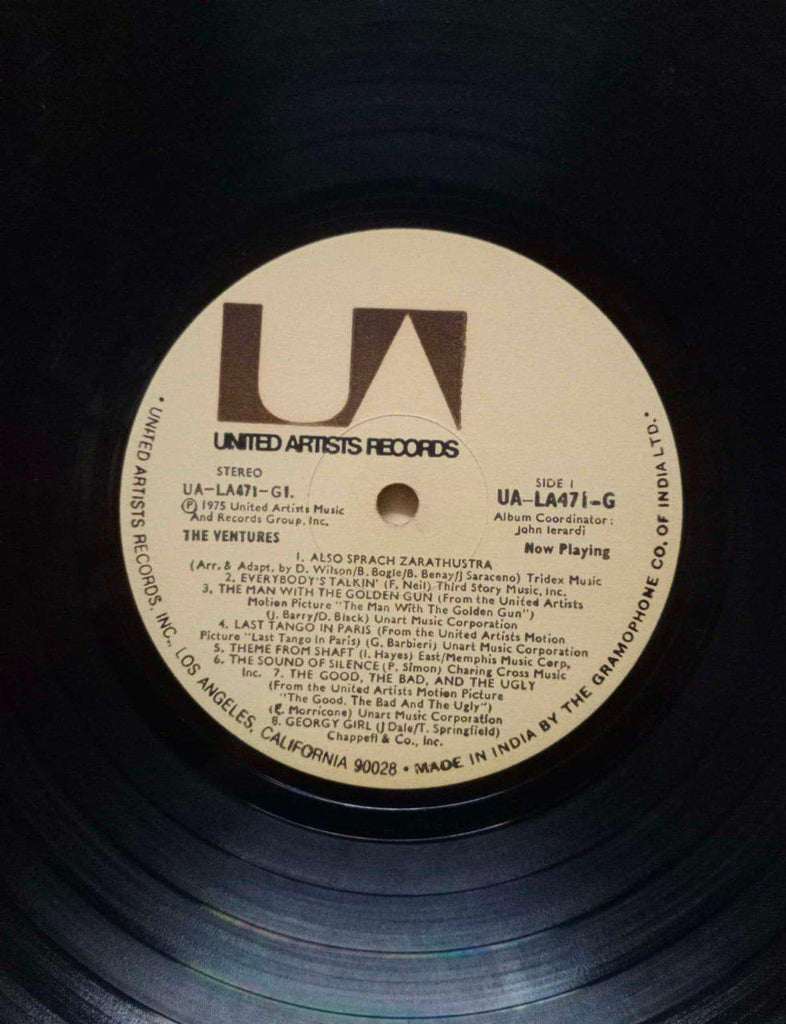 UA
UNITED ARTISTS RECORDS
STEREO
UA-LA471-G1.
Ⓟ 1975 United Artists Music
And Records Group, Inc.
THE VENTURES
SIDE 1
UA-LA471-G
Album Coordinator:
John Ierardi
Now Playing
1. ALSO SPRACH ZARATHUSTRA
(Arr. & Adapt. by D. Wilson/B. Bogle/B. Benay/J Saraceno) Tridex Music
2. EVERYBODY'S TALKIN' (F. Neil) Third Story Music, Inc.
3. THE MAN WITH THE GOLDEN GUN (From the United Artists
Motion Picture "The Man With The Golden Gun")
(J. Barry/D. Black) Unart Music Corporation
4. LAST TANGO IN PARIS (From the United Artists Motion
Picture "Last Tango In Paris) (G. Barbieri) Unart Music Corporation
5. THEME FROM SHAFT (I. Hayes) East/Memphis Music Corp.
6. THE SOUND OF SILENCE (P. Simon) Charing Cross Music
Inc. 7. THE GOOD, THE BAD, AND THE UGLY
(From the United Artists Motion Picture
"The Good, The Bad And The Ugly")
(E. Morricone) Unart Music Corporation
8. GEORGY GIRL (J Dale/T. Springfield)
Chappell & Co., Inc.
• UNITED ARTISTS RECORDS, INC., LOS ANGELES, CALIFORNIA 90028 • MADE IN INDIA BY THE GRAMOPHONE CO. OF INDIA LTD. •